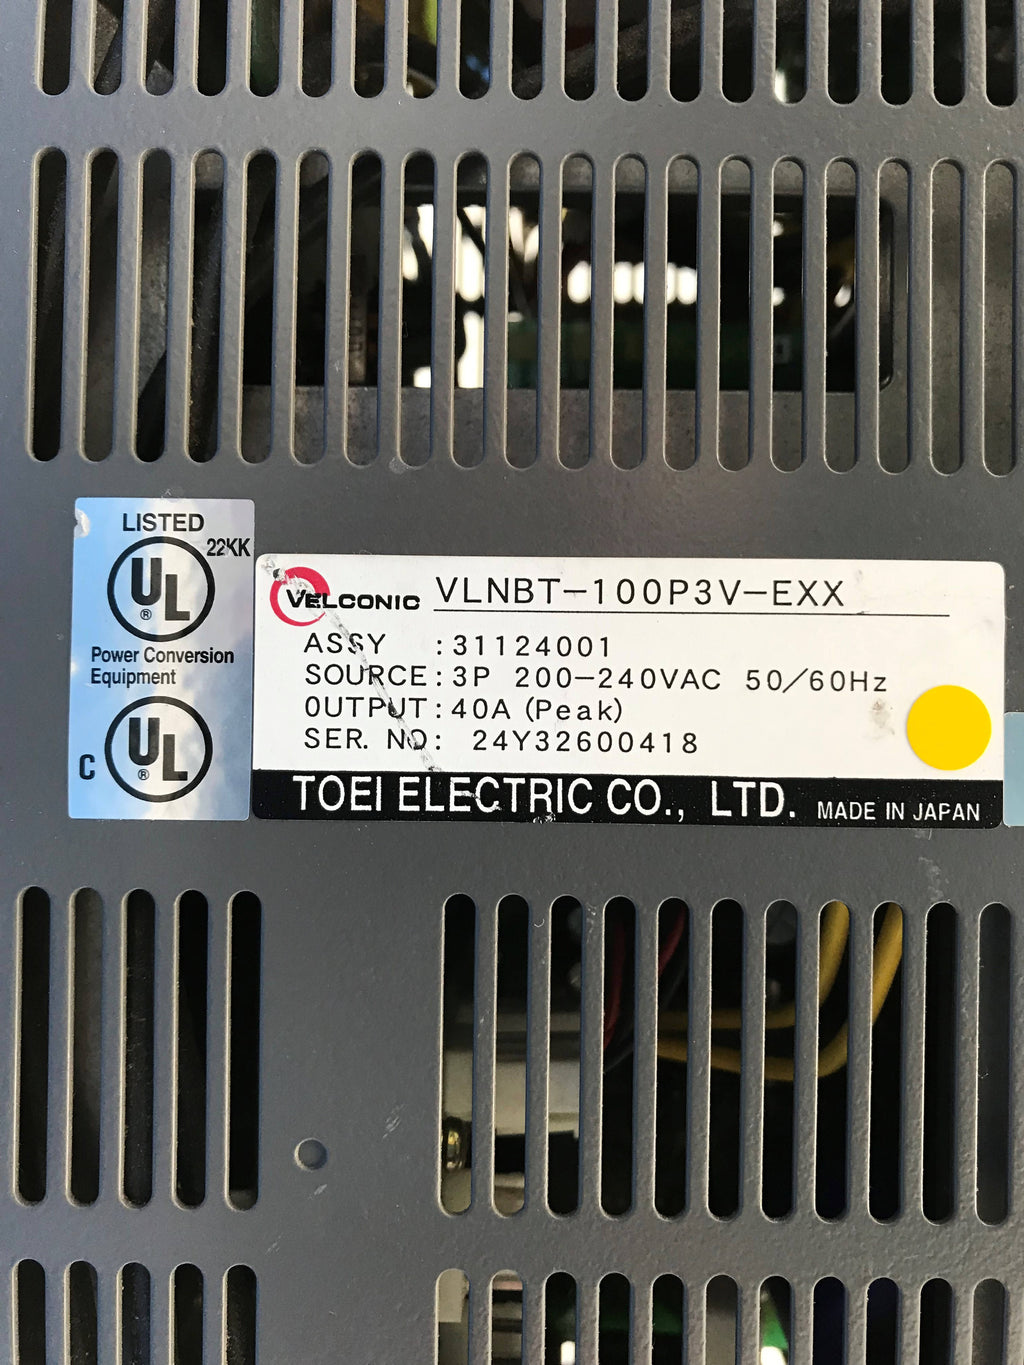 LISTED
22KK
UL
®
Power Conversion
Equipment
C UL
®
VELCONIC VLNBT-100P3V-EXX
ASSY :31124001
SOURCE:3P 200-240VAC 50/60Hz
OUTPUT:40A (Peak)
SER. NO: 24Y32600418
TOEI ELECTRIC CO., LTD. MADE IN JAPAN